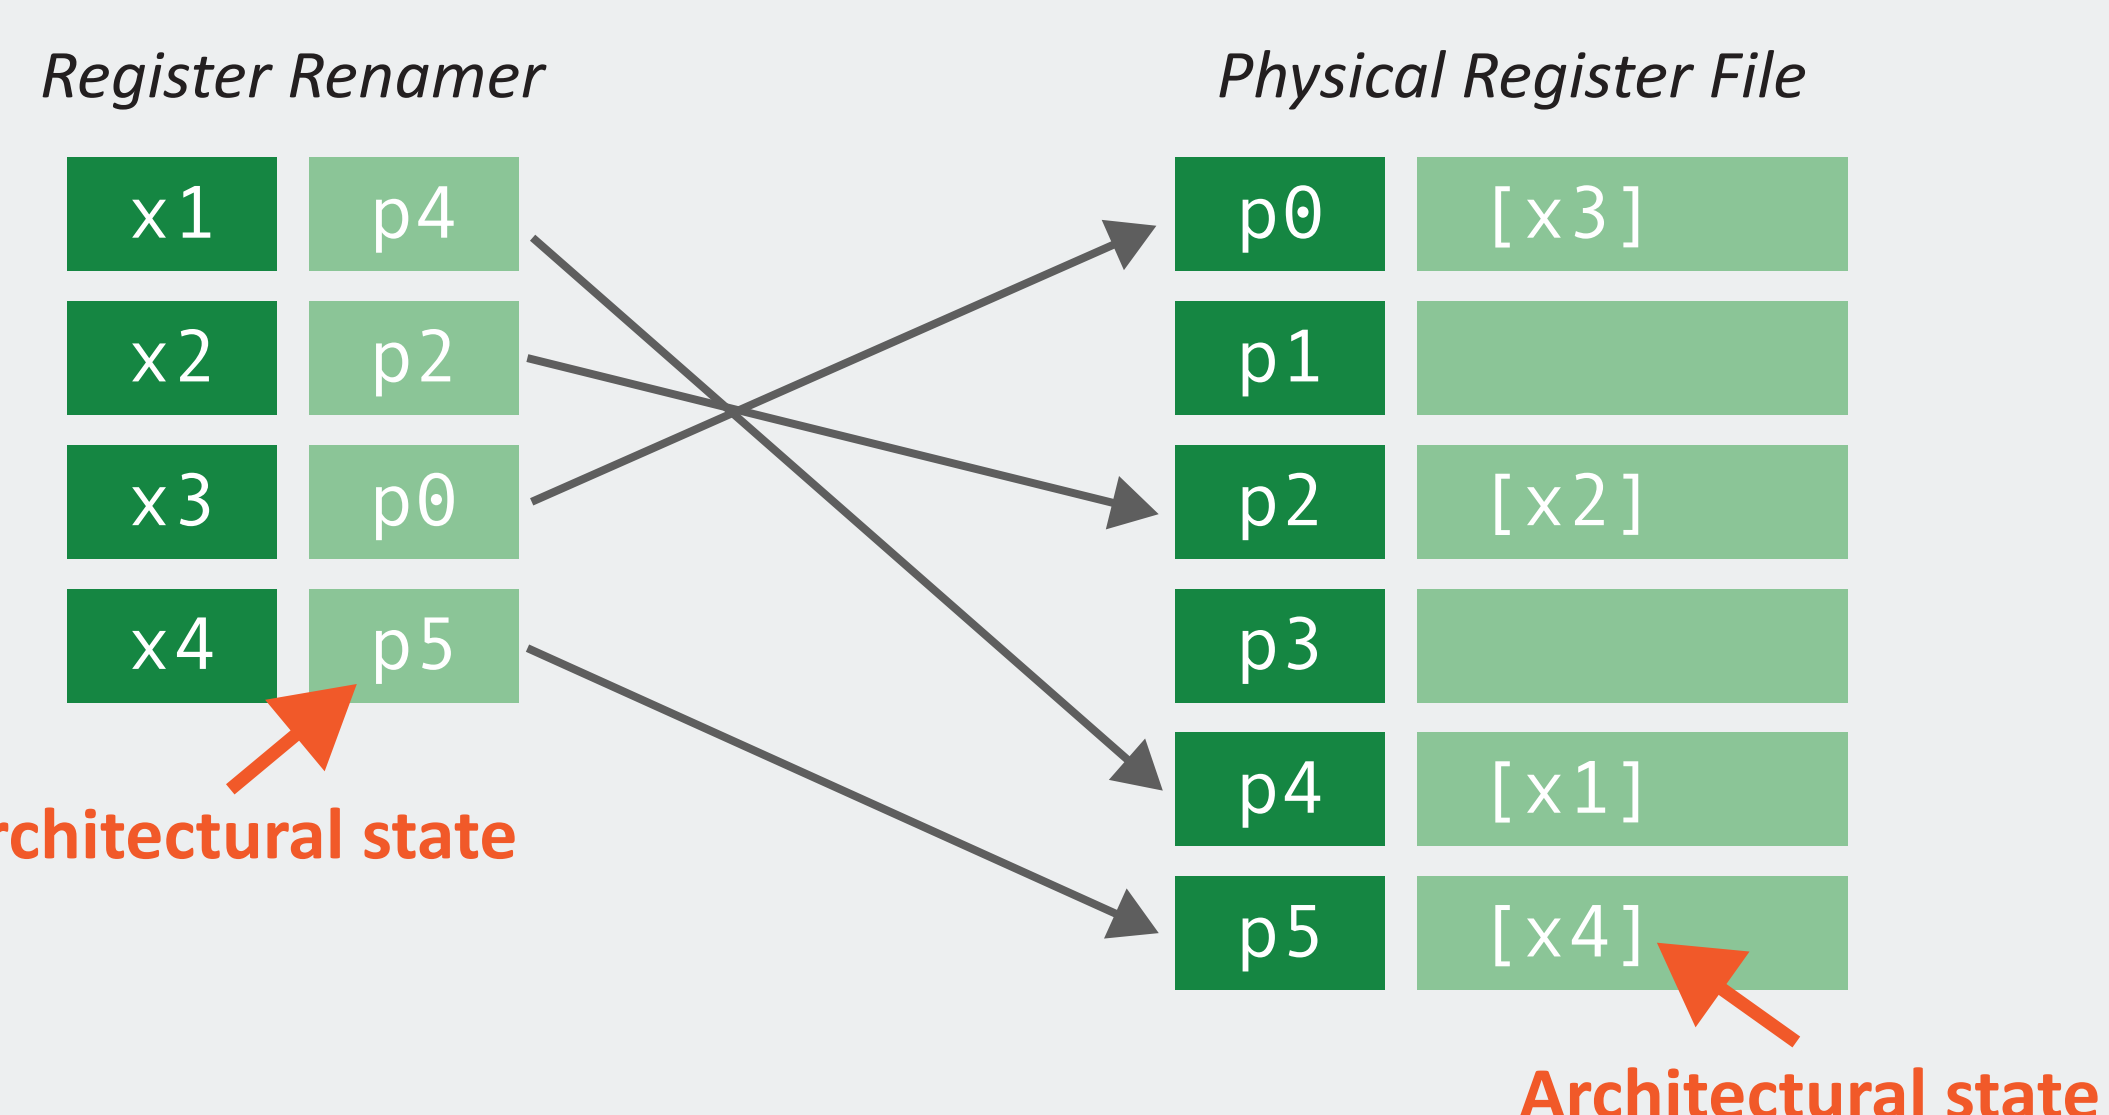 Register Renamer
Physical Register File
x1 p4
x2 p2
x3 p0
x4 p5
rchitectural state
p0 [x3]
p1
p2 [x2]
p3
p4 [x1]
p5 [x4]
Architectural state